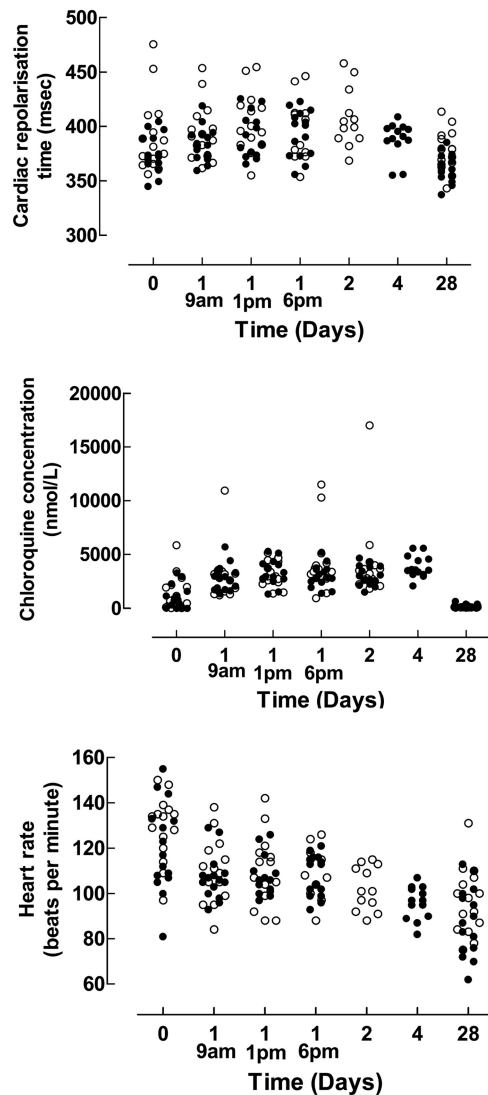 Cardiac repolarisation
time (msec)
500
450
400
350
300
0 1 1 1 2 4 28
9am 1pm 6pm
Time (Days)
Chloroquine concentration
(nmol/L)
20000
15000
10000
5000
0
0 1 1 1 2 4 28
9am 1pm 6pm
Time (Days)
Heart rate
(beats per minute)
160
140
120
100
80
60
0 1 1 1 2 4 28
9am 1pm 6pm
Time (Days)